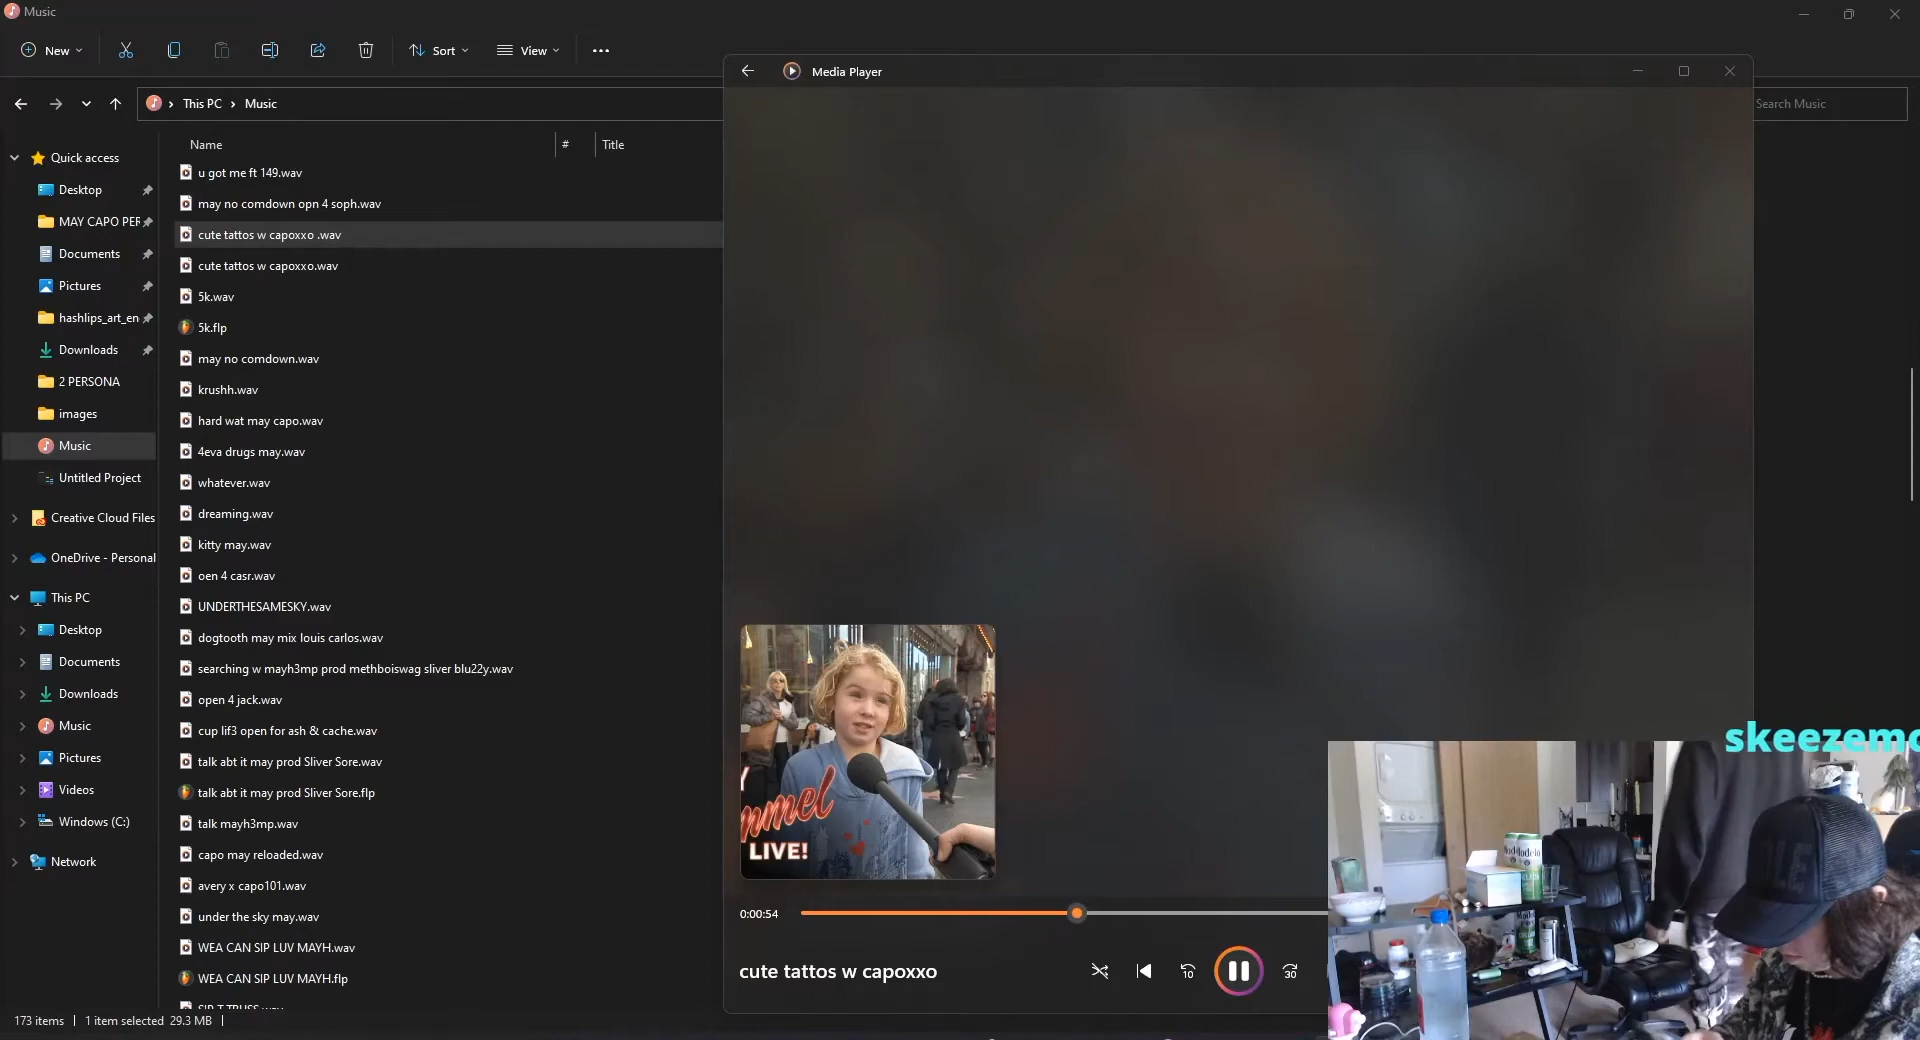 Music
New
Sort
View
This PC
Music
Search Music
Name
#
Title
Quick access
Desktop
MAY CAPO PER
Documents
Pictures
hashlips_art_en
Downloads
2 PERSONA
images
Music
Untitled Project
Creative Cloud Files
OneDrive - Personal
This PC
Desktop
Documents
Downloads
Music
Pictures
Videos
Windows (C:)
Network
u got me ft 149.wav
may no comdown opn 4 soph.wav
cute tattos w capoxxo .wav
cute tattos w capoxxo.wav
5k.wav
5k.flp
may no comdown.wav
krushh.wav
hard wat may capo.wav
4eva drugs may.wav
whatever.wav
dreaming.wav
kitty may.wav
oen 4 casr.wav
UNDERTHESAMESKY.wav
dogtooth may mix louis carlos.wav
searching w mayh3mp prod methboiswag sliver blu22y.wav
open 4 jack.wav
cup lif3 open for ash & cache.wav
talk abt it may prod Sliver Sore.wav
talk abt it may prod Sliver Sore.flp
talk mayh3mp.wav
capo may reloaded.wav
avery x capo101.wav
under the sky may.wav
WEA CAN SIP LUV MAYH.wav
WEA CAN SIP LUV MAYH.flp
173 items
1 item selected 29.3 MB
Media Player
mmel
LIVE!
0:00:54
cute tattos w capoxxo
10
30
skeezemo
Modelo